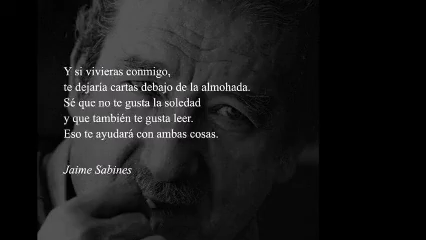 Y si vivieras conmigo,
te dejaría cartas debajo de la almohada.
Sé que no te gusta la soledad
y que también te gusta leer.
Eso te ayudará con ambas cosas.
Jaime Sabines